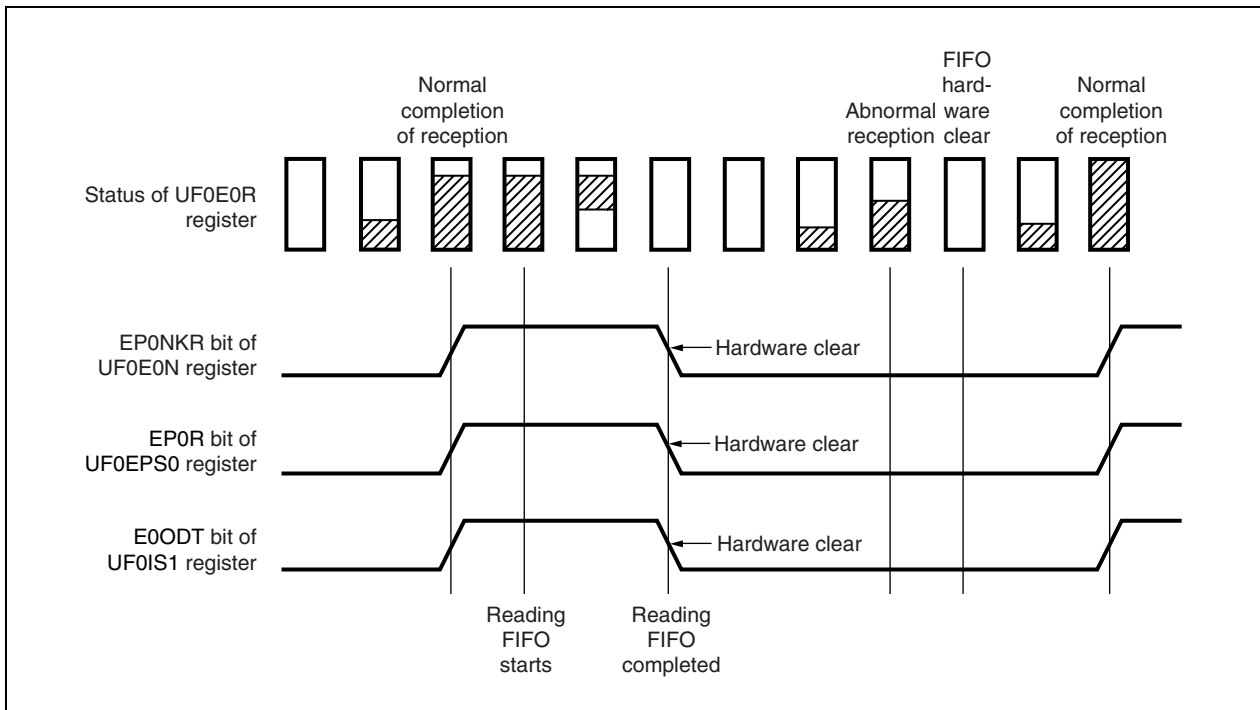 Normal
completion
of reception
Abnormal
reception
FIFO
hard-
ware
clear
Normal
completion
of reception
Status of UF0E0R
register
EP0NKR bit of
UF0E0N register
Hardware clear
EP0R bit of
UF0EPS0 register
Hardware clear
E0ODT bit of
UF0IS1 register
Hardware clear
Reading
FIFO
starts
Reading
FIFO
completed